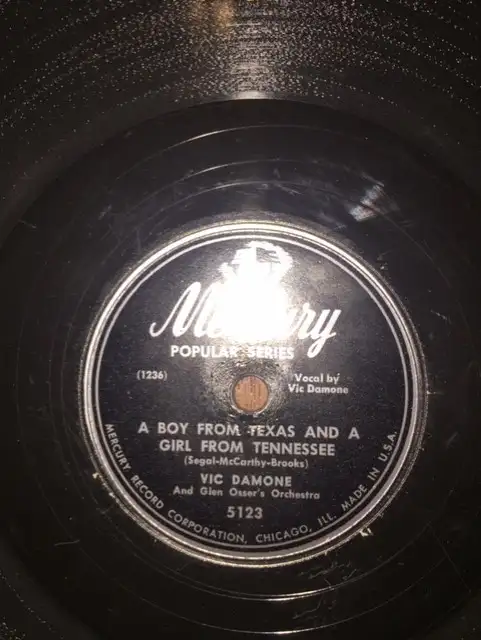 Mercury
POPULAR SERIES
(1236)
Vocal by
Vic Damone
A BOY FROM TEXAS AND A
GIRL FROM TENNESSEE
(Segal-McCarthy-Brooks)
VIC DAMONE
And Glen Osser's Orchestra
5123
MERCURY RECORD CORPORATION, CHICAGO, ILL. MADE IN U.S.A.